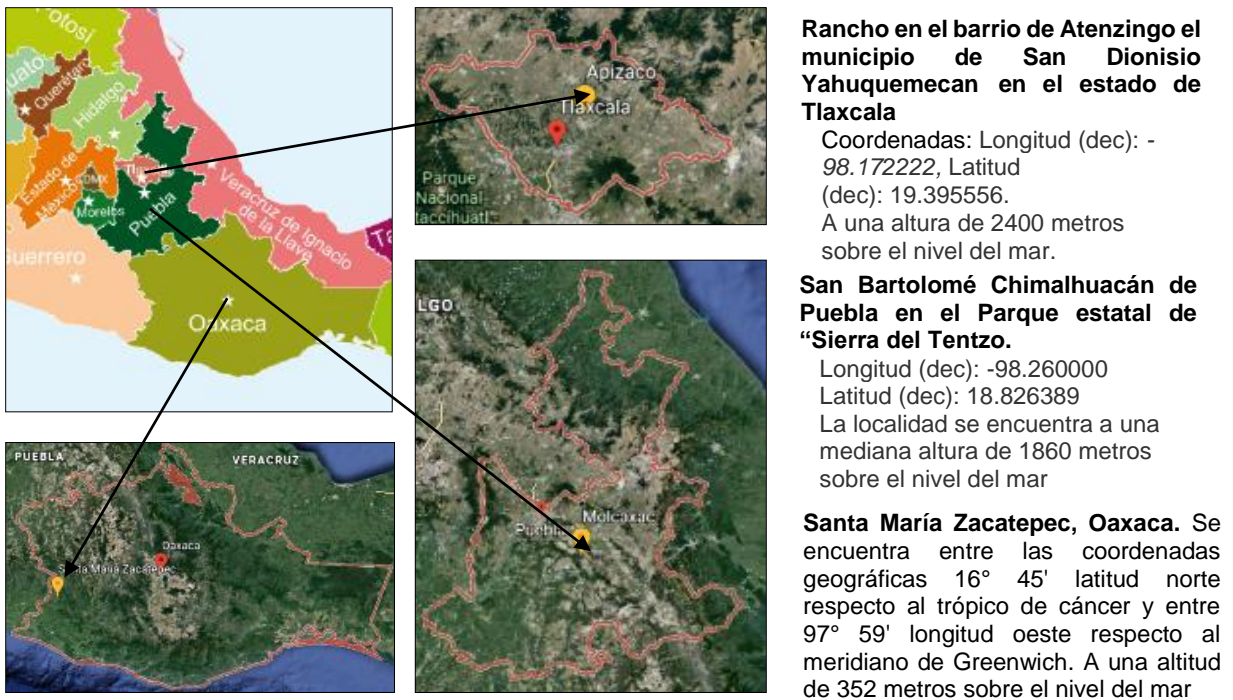 Potosí
uato
Querétaro
Hidalgo
Estado de
México
CDMX
Morelos
Puebla
Veracruz de Ignacio
de la Llave
Ta
uerrero
Oaxaca
Apizaco
Tlaxcala
Parque
Nacional
taccíhuatl
LGO
Molcaxac
Puebla
PUEBLA
VERACRUZ
Oaxaca
Santa María Zacatepec
Rancho en el barrio de Atenzingo el
municipio de San Dionisio
Yahuquemecan en el estado de
Tlaxcala
Coordenadas: Longitud (dec): -
98.172222, Latitud
(dec): 19.395556.
A una altura de 2400 metros
sobre el nivel del mar.
San Bartolomé Chimalhuacán de
Puebla en el Parque estatal de
“Sierra del Tentzo.
Longitud (dec): -98.260000
Latitud (dec): 18.826389
La localidad se encuentra a una
mediana altura de 1860 metros
sobre el nivel del mar
Santa María Zacatepec, Oaxaca. Se
encuentra entre las coordenadas
geográficas 16° 45' latitud norte
respecto al trópico de cáncer y entre
97° 59' longitud oeste respecto al
meridiano de Greenwich. A una altitud
de 352 metros sobre el nivel del mar